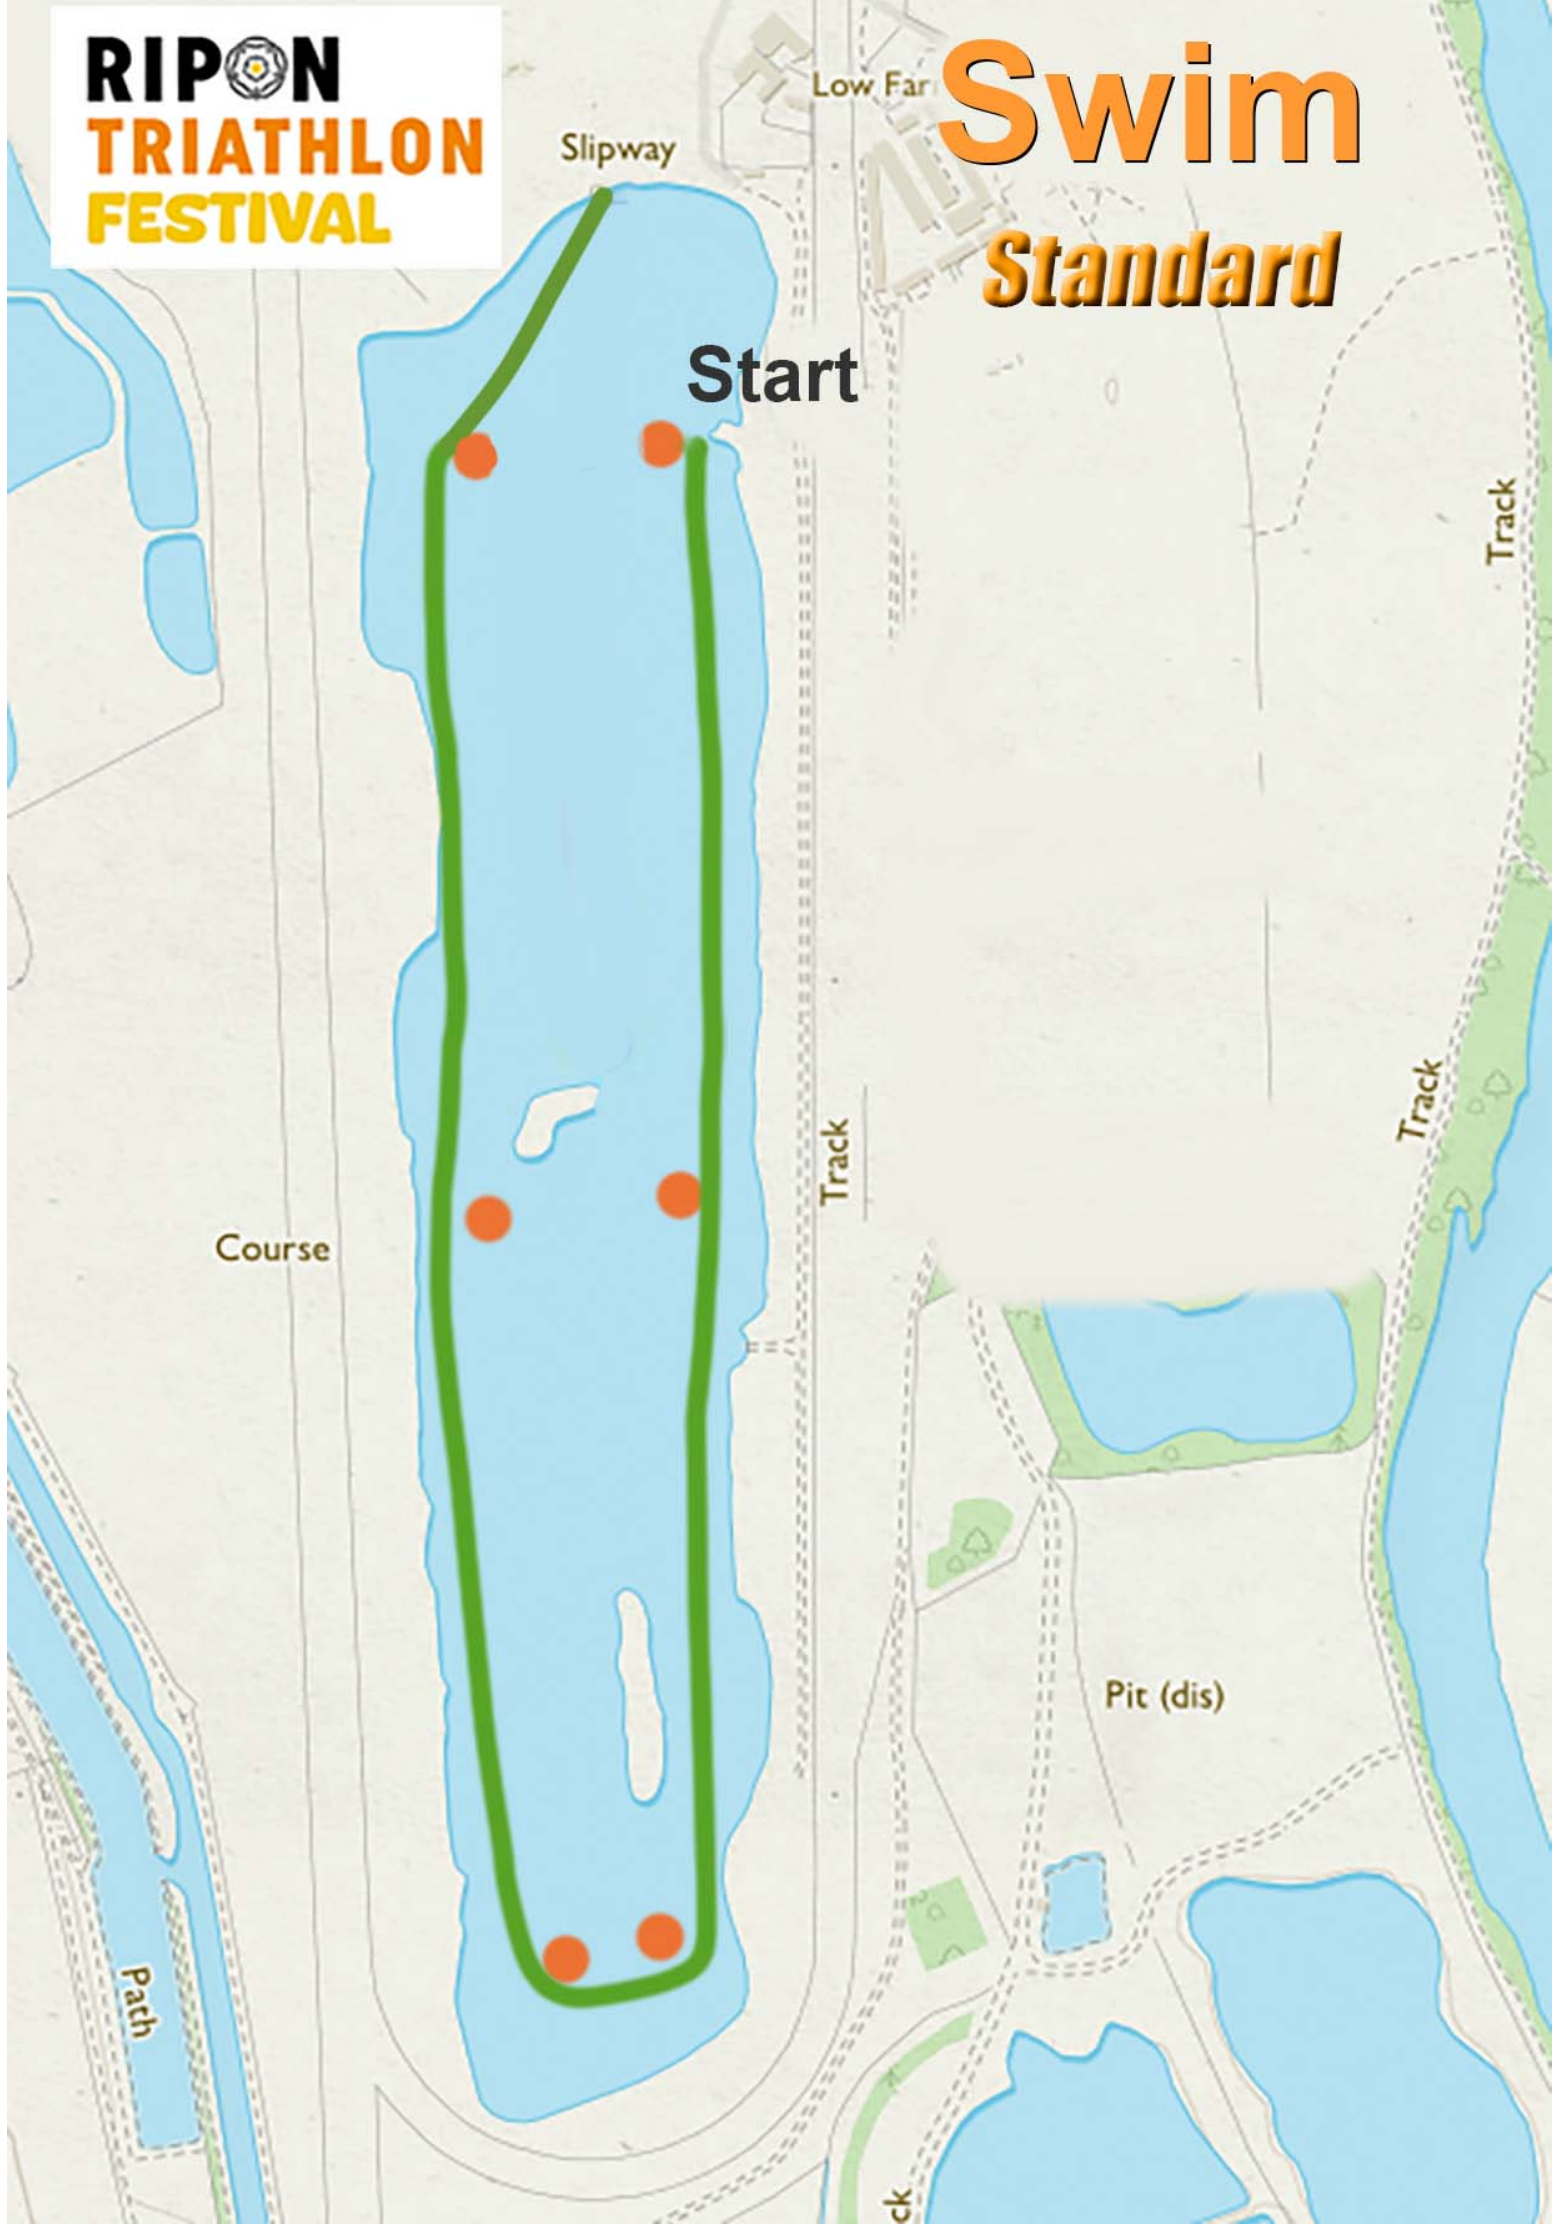 RIPON
TRIATHLON
FESTIVAL
Slipway
Low Far
Swim
Standard
Start
Track
Track
Track
Course
Pit (dis)
Path
ck